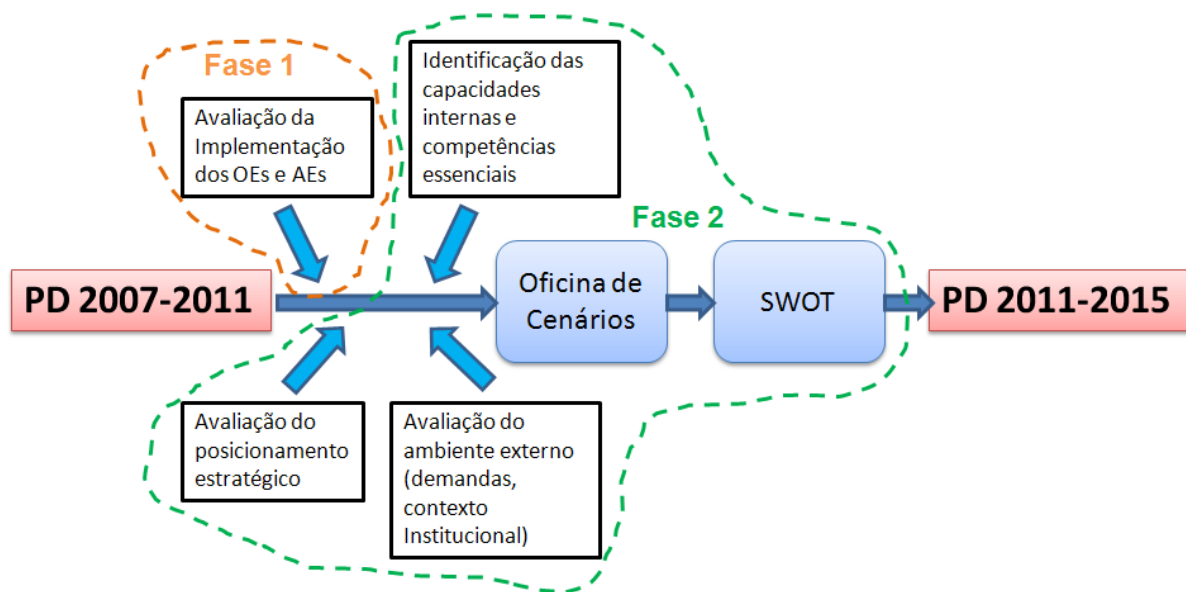 Fase 1
Avaliação da
Implementação
dos OEs e AEs
Identificação das
capacidades
internas e
competências
essenciais
Fase 2
PD 2007-2011
Oficina de
Cenários
SWOT
PD 2011-2015
Avaliação do
posicionamento
estratégico
Avaliação do
ambiente externo
(demandas,
contexto
Institucional)